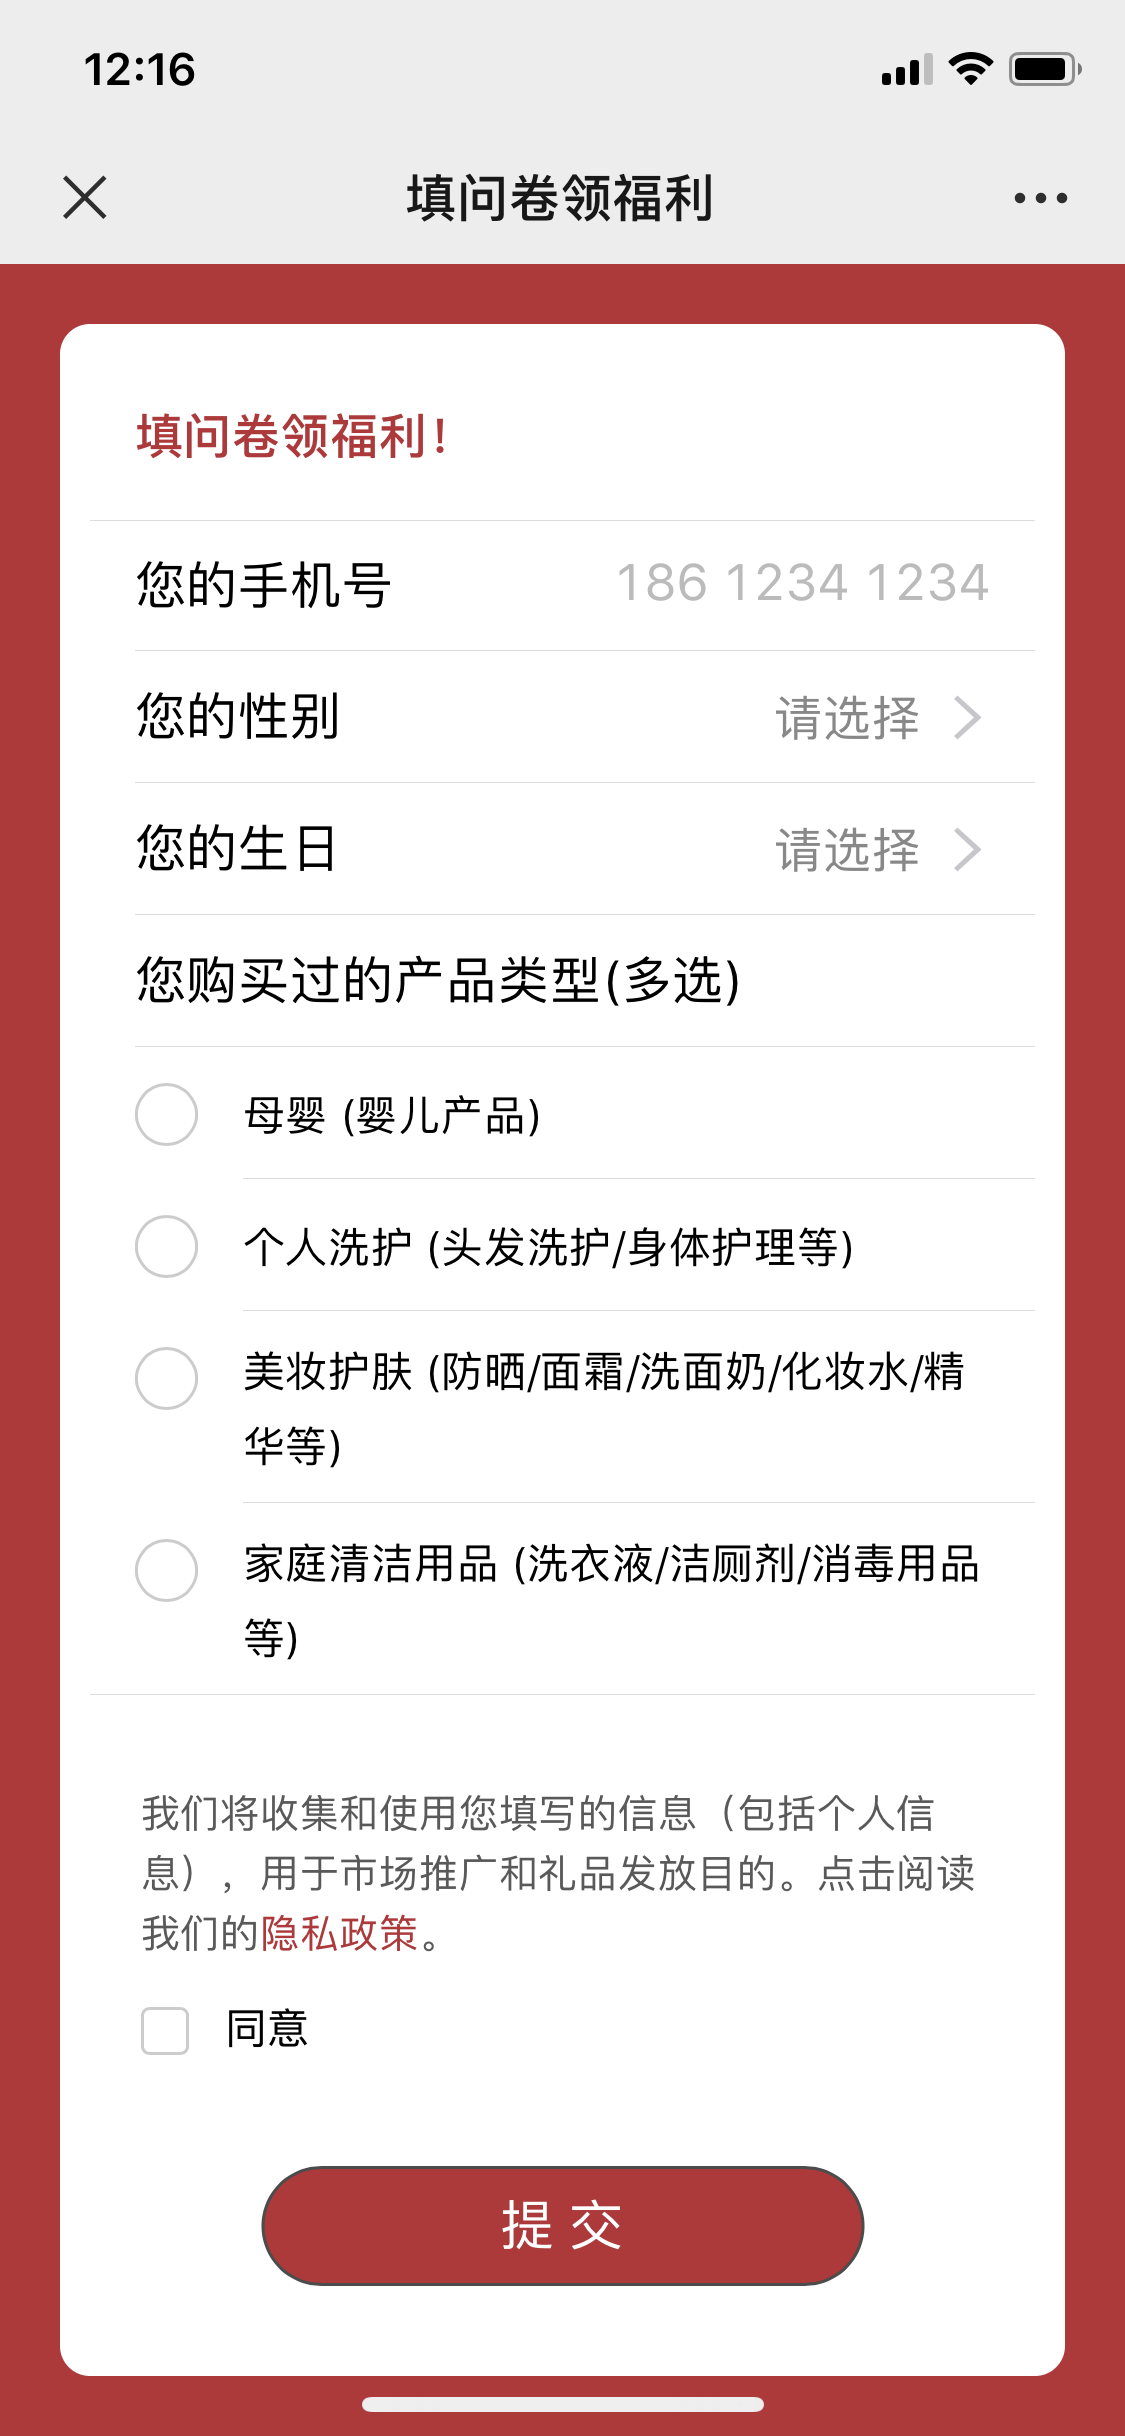 12:16
填问卷领福利
填问卷领福利！
您的手机号 186 1234 1234
您的性别 请选择
您的生日 请选择
您购买过的产品类型(多选)
母婴 (婴儿产品)
个人洗护 (头发洗护/身体护理等)
美妆护肤 (防晒/面霜/洗面奶/化妆水/精
华等)
家庭清洁用品 (洗衣液/洁厕剂/消毒用品
等)
我们将收集和使用您填写的信息（包括个人信
息），用于市场推广和礼品发放目的。点击阅读
我们的隐私政策。
同意
提 交